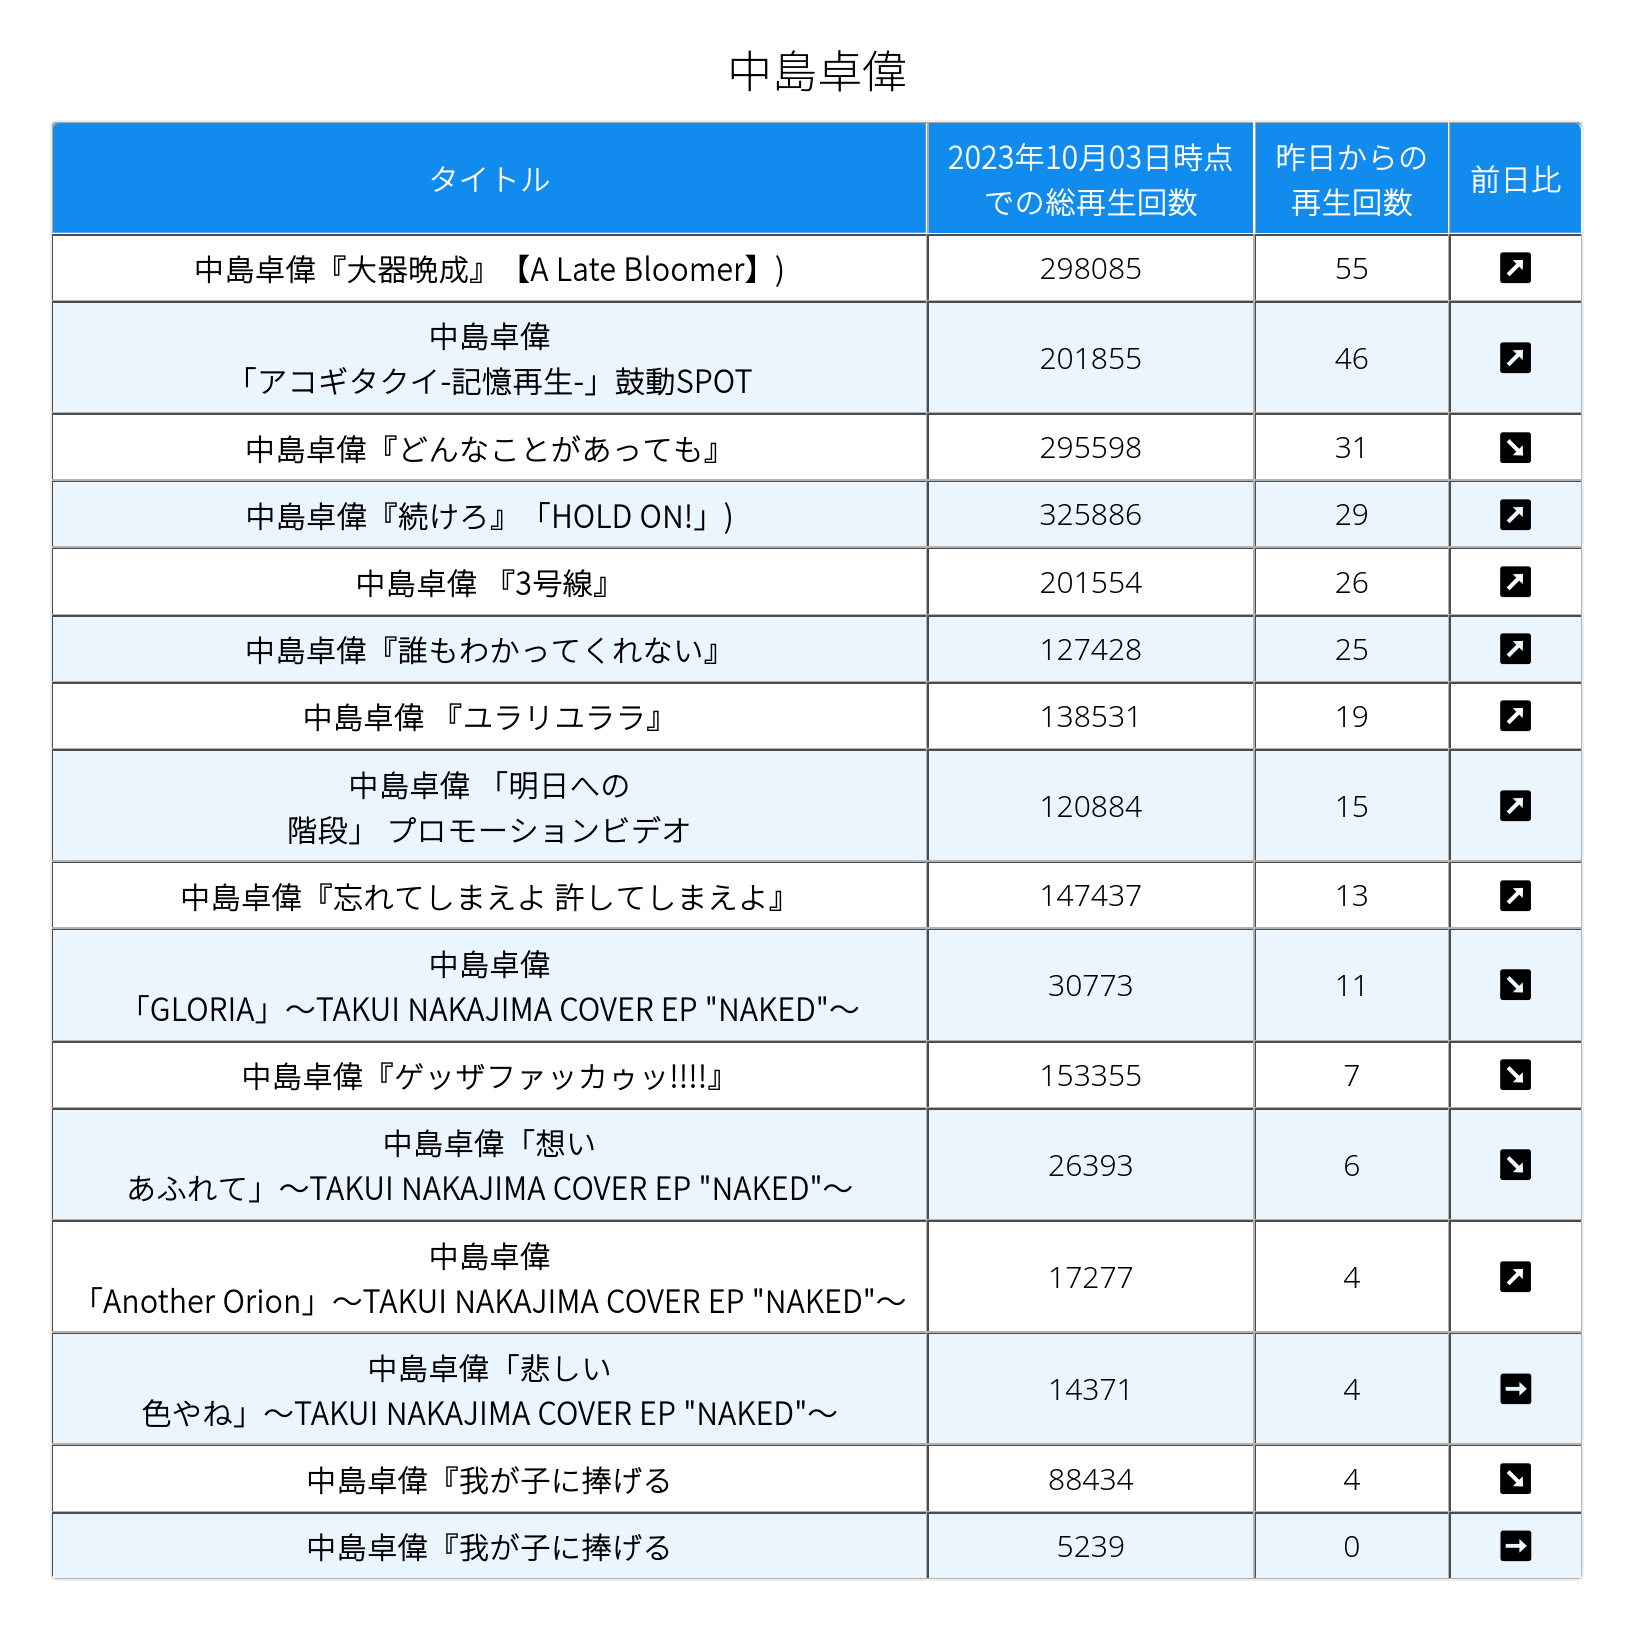 中島卓偉
タイトル
2023年10月03日時点
での総再生回数
昨日からの
再生回数
前日比
中島卓偉『大器晩成』【A Late Bloomer】)
298085
55
中島卓偉
「アコギタクイ-記憶再生-」鼓動SPOT
201855
46
中島卓偉『どんなことがあっても』
295598
31
中島卓偉『続けろ』「HOLD ON!」)
325886
29
中島卓偉 『3号線』
201554
26
中島卓偉『誰もわかってくれない』
127428
25
中島卓偉 『ユラリユララ』
138531
19
中島卓偉 「明日への
階段」 プロモーションビデオ
120884
15
中島卓偉『忘れてしまえよ 許してしまえよ』
147437
13
中島卓偉
「GLORIA」～TAKUI NAKAJIMA COVER EP "NAKED"～
30773
11
中島卓偉『ゲッザファッカゥッ!!!!』
153355
7
中島卓偉「想い
あふれて」～TAKUI NAKAJIMA COVER EP "NAKED"～
26393
6
中島卓偉
「Another Orion」～TAKUI NAKAJIMA COVER EP "NAKED"～
17277
4
中島卓偉「悲しい
色やね」～TAKUI NAKAJIMA COVER EP "NAKED"～
14371
4
中島卓偉『我が子に捧げる
88434
4
中島卓偉『我が子に捧げる
5239
0